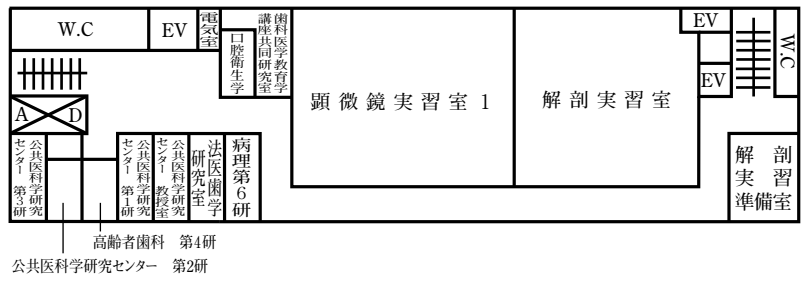 W.C
EV
電気室
口腔衛生学
歯科医学教育学
講座共同研究室
顕微鏡実習室 1
解剖実習室
EV
EV
W.C
A D
公共医科学研究
センター 第3研
公共医科学研究
センター 第1研
公共医科学研究
センター 教授室
法医歯学
研究室
病理第6研
解剖
実習
準備室
高齢者歯科 第4研
公共医科学研究センター 第2研